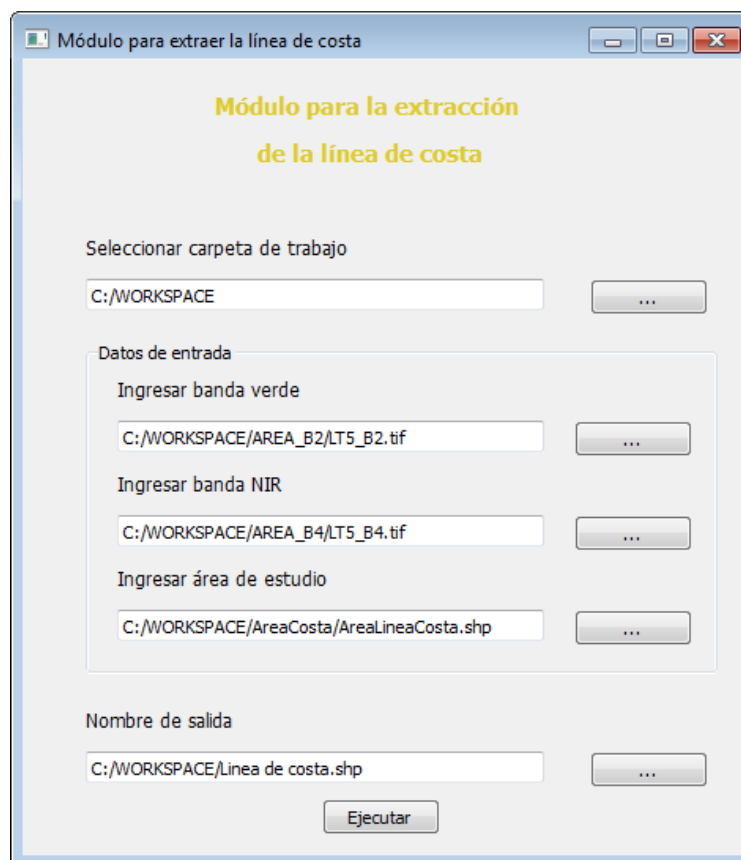 Módulo para extraer la línea de costa
Módulo para la extracción
de la línea de costa
Seleccionar carpeta de trabajo
C:/WORKSPACE
...
Datos de entrada
Ingresar banda verde
C:/WORKSPACE/AREA_B2/LT5_B2.tif
...
Ingresar banda NIR
C:/WORKSPACE/AREA_B4/LT5_B4.tif
...
Ingresar área de estudio
C:/WORKSPACE/AreaCosta/AreaLineaCosta.shp
...
Nombre de salida
C:/WORKSPACE/Linea de costa.shp
...
Ejecutar